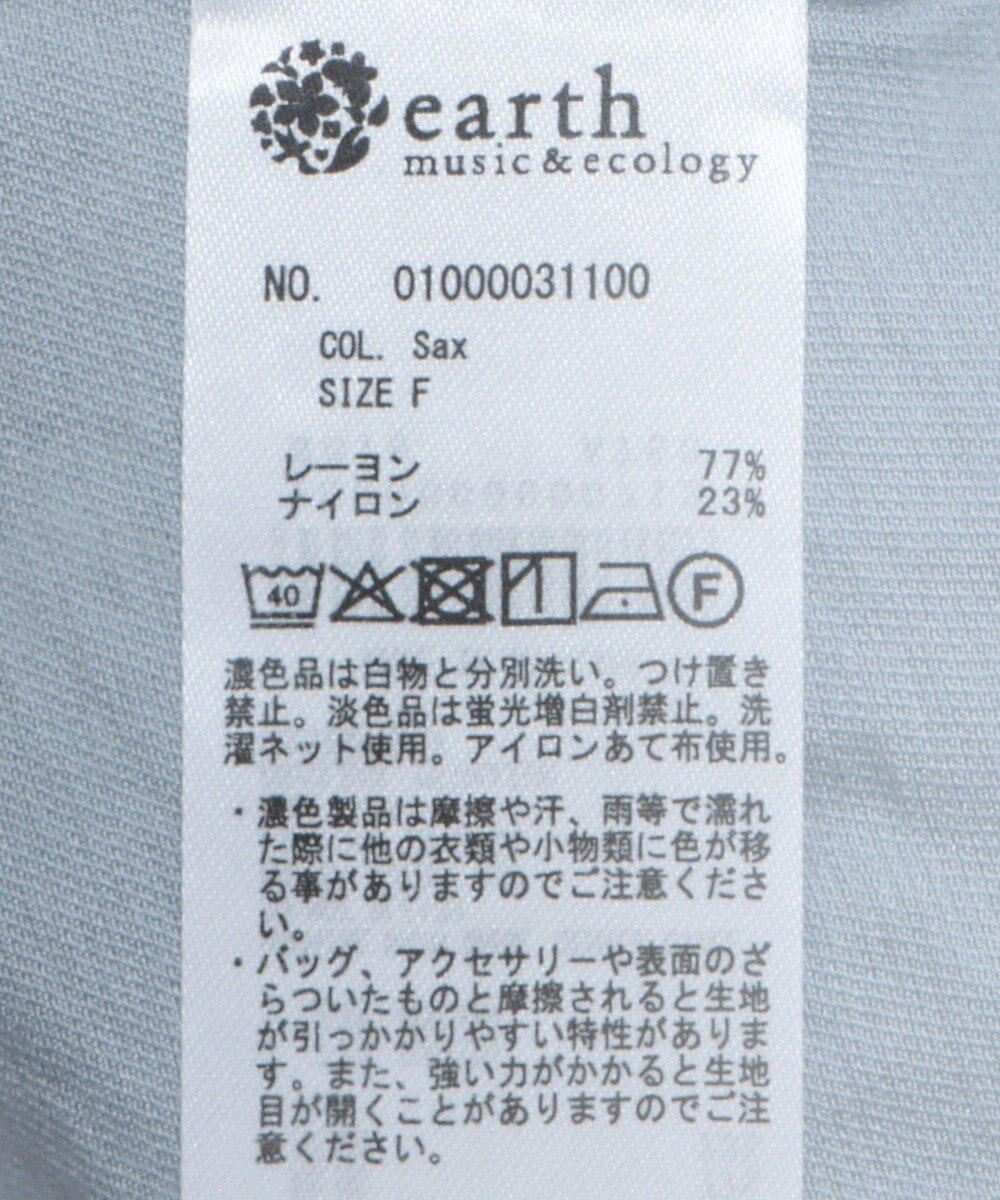 earth
music&ecology
NO. 01000031100
COL. Sax
SIZE F
レーヨン 77%
ナイロン 23%
40
F
濃色品は白物と分別洗い。つけ置き
禁止。淡色品は蛍光増白剤禁止。洗
濯ネット使用。アイロンあて布使用。
・濃色製品は摩擦や汗、雨等で濡れ
た際に他の衣類や小物類に色が移
る事がありますのでご注意くださ
い。
・バッグ、アクセサリーや表面のざ
らついたものと摩擦されると生地
が引っかかりやすい特性がありま
す。また、強い力がかかると生地
目が開くことがありますのでご注
意ください。